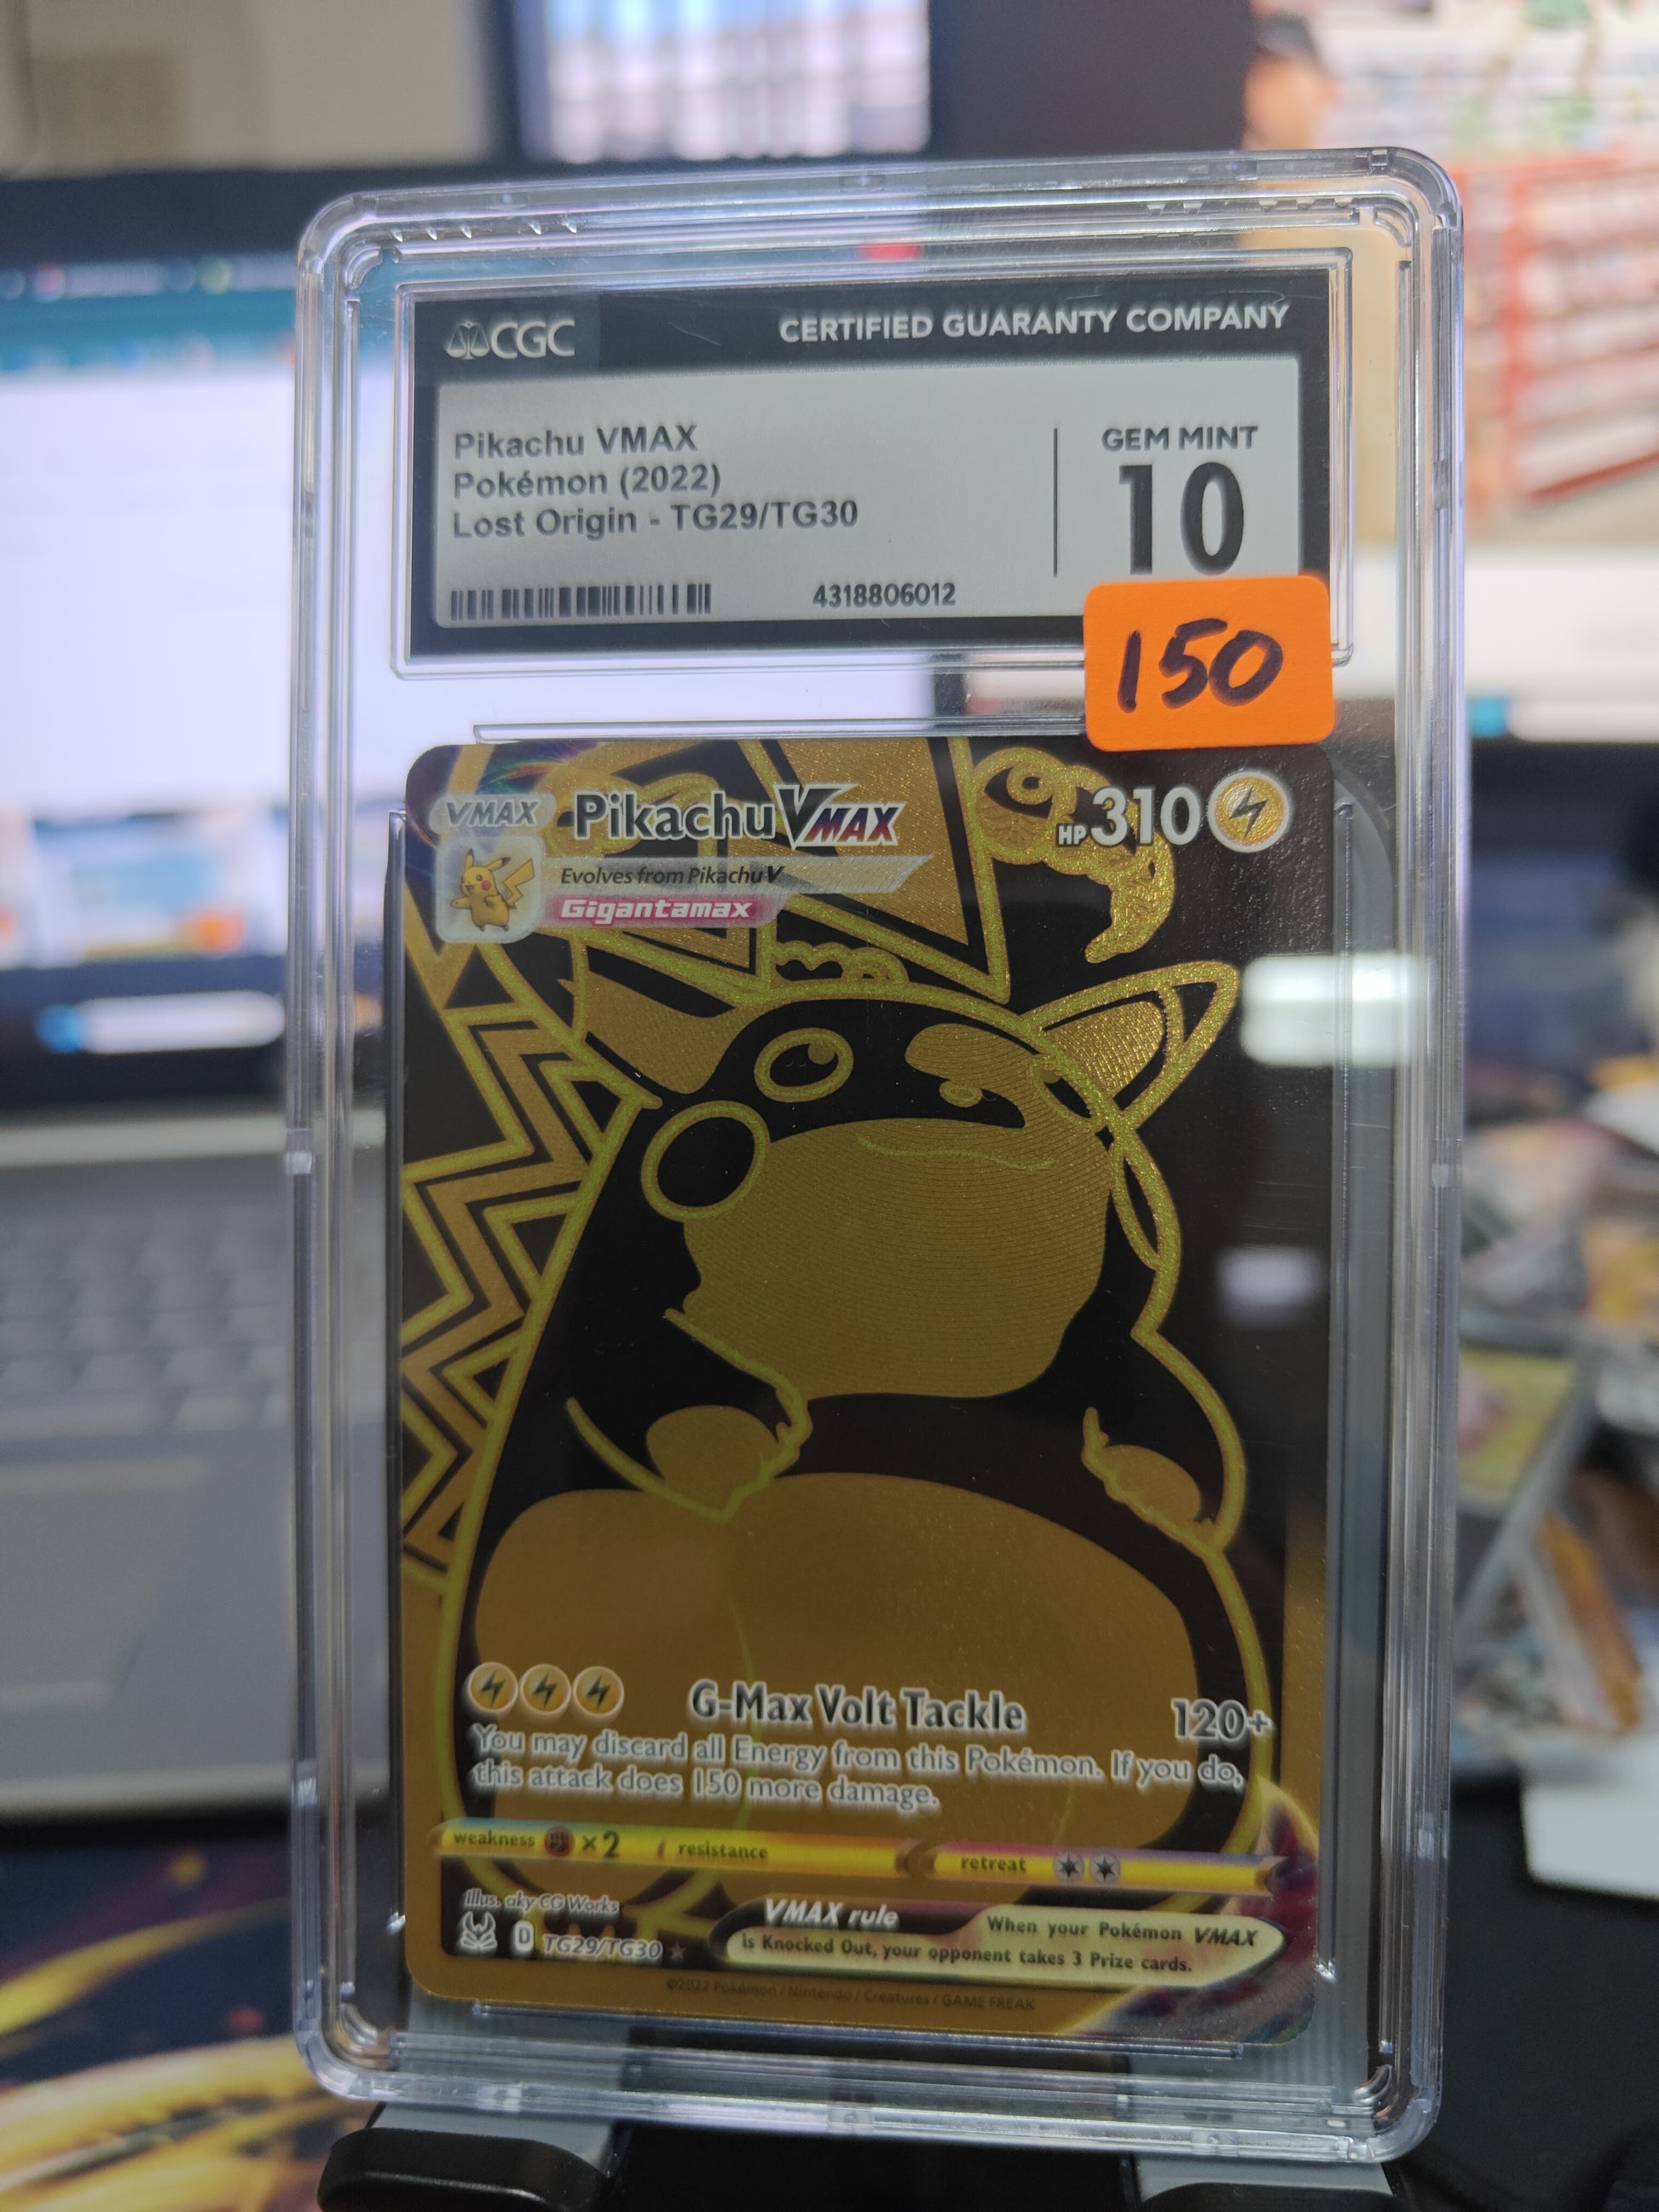 CGC
CERTIFIED GUARANTY COMPANY
Pikachu VMAX
Pokémon (2022)
Lost Origin - TG29/TG30
GEM MINT
10
4318806012
150
VMAX
Pikachu VMAX
HP 310
Evolves from Pikachu V
Gigantamax
G-Max Volt Tackle 120+
You may discard all Energy from this Pokémon. If you do,
this attack does 150 more damage.
weakness ×2 resistance retreat
Illus. aky CG Works
D TG29/TG30
VMAX rule
When your Pokémon VMAX
is Knocked Out, your opponent takes 3 Prize cards.
©2022 Pokémon / Nintendo / Creatures / GAME FREAK